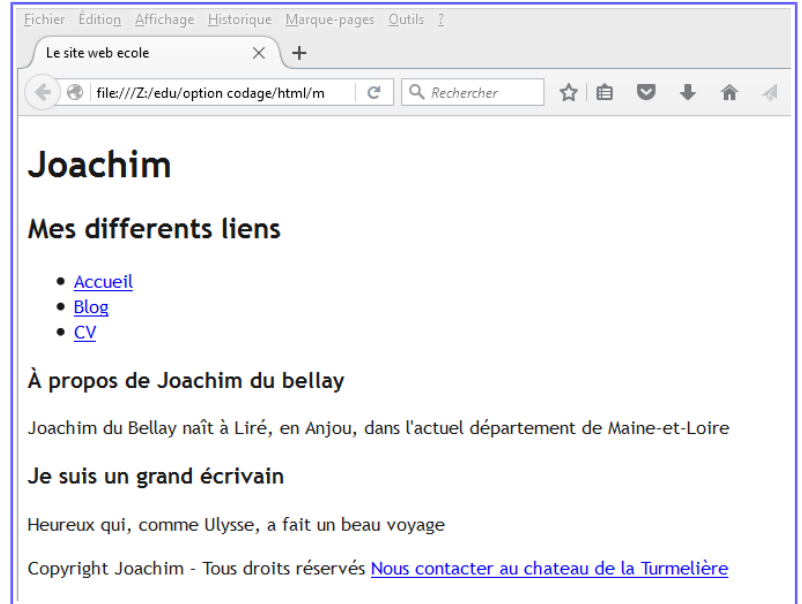 Fichier Édition Affichage Historique Marque-pages Outils ?
Le site web ecole
file:///Z:/edu/option codage/html/m
Rechercher
Joachim
Mes differents liens
Accueil
Blog
CV
À propos de Joachim du bellay
Joachim du Bellay naît à Liré, en Anjou, dans l'actuel département de Maine-et-Loire
Je suis un grand écrivain
Heureux qui, comme Ulysse, a fait un beau voyage
Copyright Joachim - Tous droits réservés Nous contacter au chateau de la Turmelière